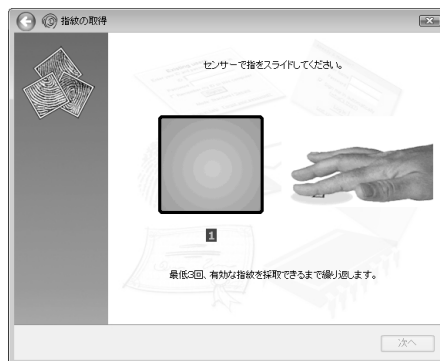 指紋の取得
センサーで指をスライドしてください。
1
最低3回、有効な指紋を採取できるまで繰り返します。
次へ